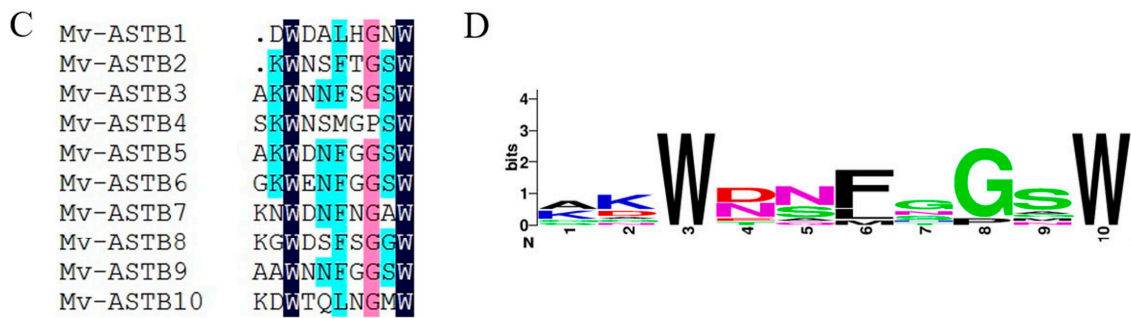 C
Mv-ASTB1 .DWDALHGNW
Mv-ASTB2 .KWNSFTGSW
Mv-ASTB3 AKWNNFSGSW
Mv-ASTB4 SKWNSMGPSW
Mv-ASTB5 AKWDNFGGSW
Mv-ASTB6 GKWENFGGSW
Mv-ASTB7 KNWDNFNGAW
Mv-ASTB8 KGWDSFSGGW
Mv-ASTB9 AAWNNFGGSW
Mv-ASTB10 KDWTQLNGMW
D
bits
4
3
2
1
0
A K W D N F G G S W
K D N S L N P A
N 1 2 3 4 5 6 7 8 9 10